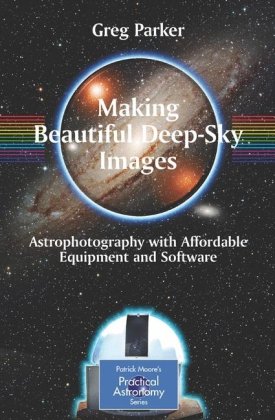 Greg Parker
Making
Beautiful Deep-Sky
Images
Astrophotography with Affordable
Equipment and Software
Patrick Moore's
Practical
Astronomy
Series